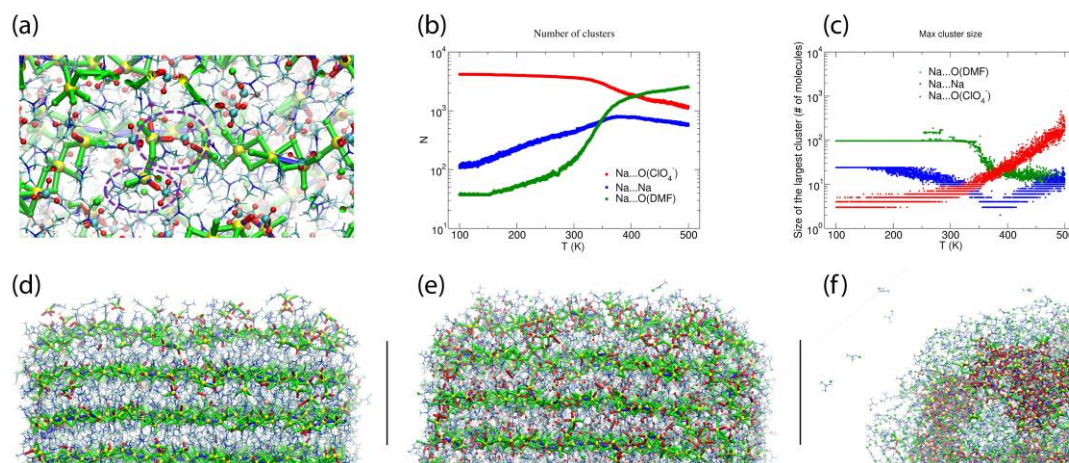 (a)
(b)
Number of clusters
N
10^4
10^3
10^2
10^1
Na...O(ClO4^-)
Na...Na
Na...O(DMF)
100 200 300 400 500
T (K)
(c)
Max cluster size
Size of the largest cluster (# of molecules)
10^4
10^3
10^2
10^1
10^0
Na...O(DMF)
Na...Na
Na...O(ClO4^-)
100 200 300 400 500
T (K)
(d)
(e)
(f)